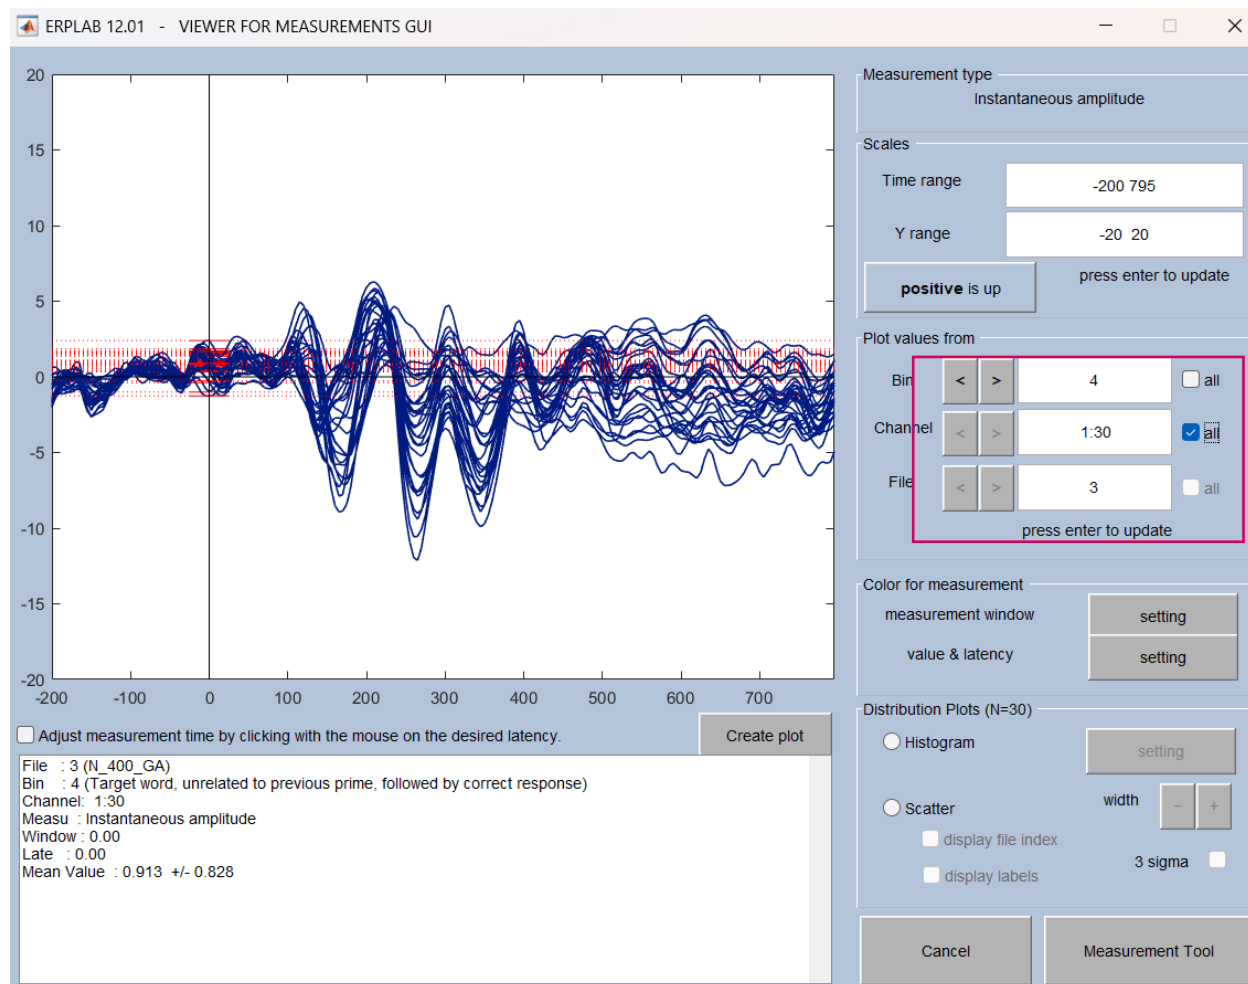 ERPLAB 12.01 - VIEWER FOR MEASUREMENTS GUI
20
15
10
5
0
-5
-10
-15
-20
-200 -100 0 100 200 300 400 500 600 700
Adjust measurement time by clicking with the mouse on the desired latency.
Create plot
File : 3 (N_400_GA)
Bin : 4 (Target word, unrelated to previous prime, followed by correct response)
Channel: 1:30
Measu : Instantaneous amplitude
Window : 0.00
Late : 0.00
Mean Value : 0.913 +/- 0.828
Measurement type
Instantaneous amplitude
Scales
Time range -200 795
Y range -20 20
positive is up press enter to update
Plot values from
Bin < > 4 all
Channel < > 1:30 all
File < > 3 all
press enter to update
Color for measurement
measurement window setting
value & latency setting
Distribution Plots (N=30)
Histogram setting
Scatter width - +
display file index
display labels 3 sigma
Cancel Measurement Tool